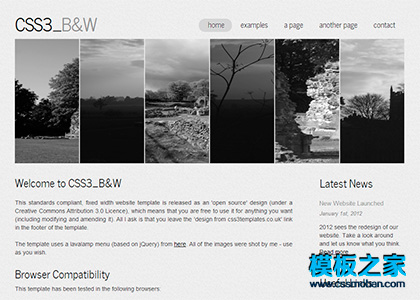 CSS3_B&W
home examples a page another page contact
Welcome to CSS3_B&W
This standards compliant, fixed width website template is released as an 'open source' design (under a
Creative Commons Attribution 3.0 Licence), which means that you are free to use it for anything you want
(including modifying and amending it). All I ask is that you leave the 'design from css3templates.co.uk' link
in the footer of the template.
The template uses a lavalamp menu (based on jQuery) from here. All of the images were shot by me - use
as you wish.
Browser Compatibility
This template has been tested in the following browsers:
Latest News
New Website Launched
January 1st, 2012
2012 sees the redesign of our
website. Take a look around
and let us know what you think.
Read more
模板之家
www.cssmoban.com